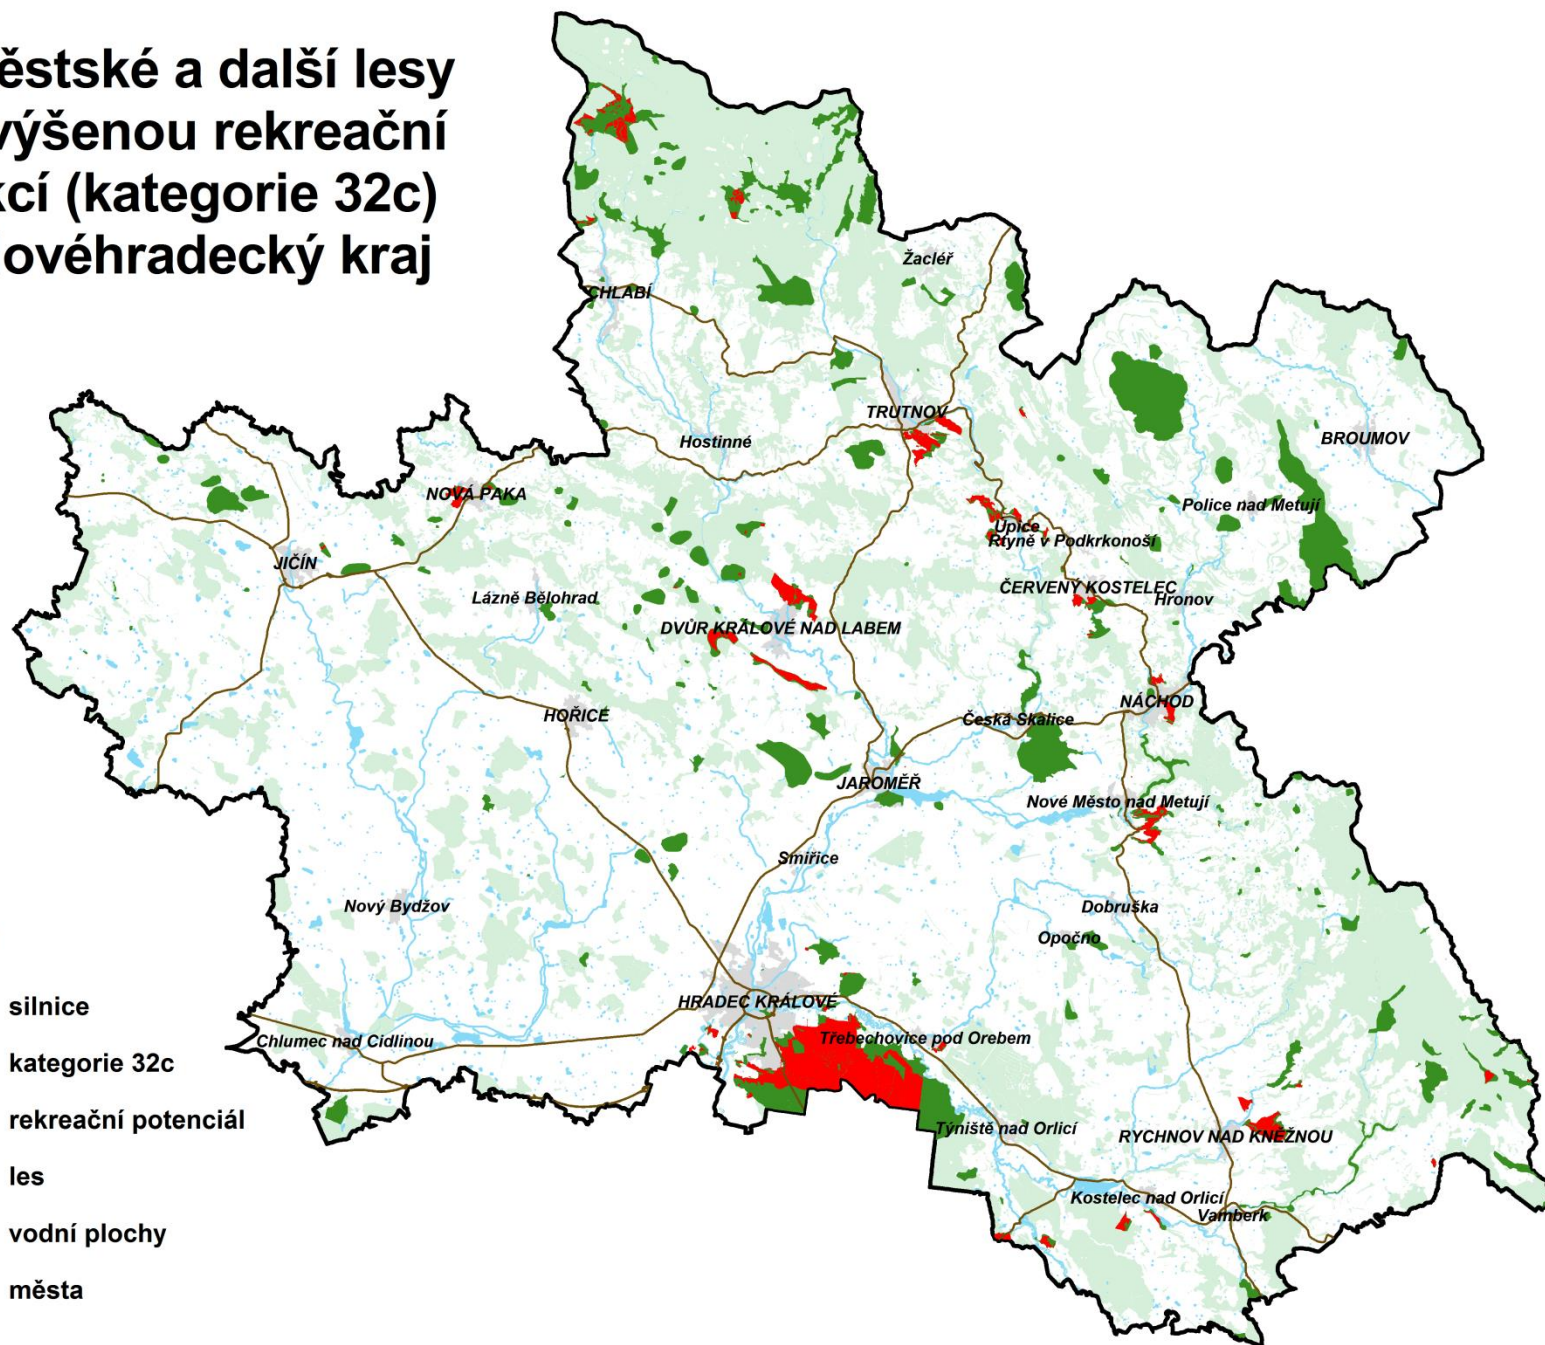 ěstské a další lesy
výšenou rekreační
kcí (kategorie 32c)
lovéhradecký kraj
Žacléř
CHLABÍ
TRUTNOV
Hostinné
BROUMOV
NOVÁ PAKA
Police nad Metují
Úpice
Rtyně v Podkrkonoší
JIČÍN
ČERVENÝ KOSTELEC
Lázně Bělohrad
Hronov
DVŮR KRÁLOVÉ NAD LABEM
NÁCHOD
HOŘICE
Česká Skalice
JAROMĚŘ
Nové Město nad Metují
Smiřice
Nový Bydžov
Dobruška
Opočno
HRADEC KRÁLOVÉ
Chlumec nad Cidlinou
Třebechovice pod Orebem
Týniště nad Orlicí
RYCHNOV NAD KNĚŽNOU
Kostelec nad Orlicí
Vamberk
silnice
kategorie 32c
rekreační potenciál
les
vodní plochy
města